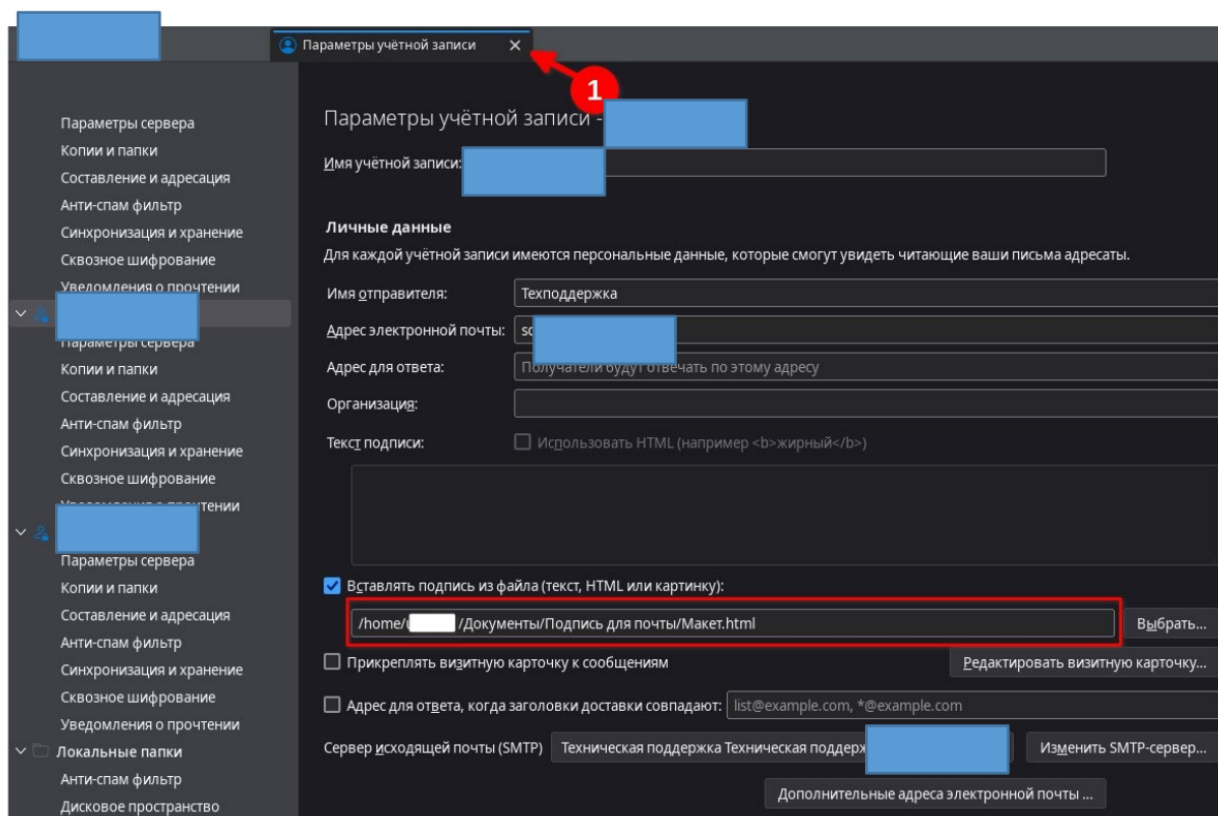 Параметры учётной записи
1
Параметры сервера
Копии и папки
Составление и адресация
Анти-спам фильтр
Синхронизация и хранение
Сквозное шифрование
Уведомления о прочтении
Параметры сервера
Копии и папки
Составление и адресация
Анти-спам фильтр
Синхронизация и хранение
Сквозное шифрование
Параметры сервера
Копии и папки
Составление и адресация
Анти-спам фильтр
Синхронизация и хранение
Сквозное шифрование
Уведомления о прочтении
Локальные папки
Анти-спам фильтр
Дисковое пространство
Параметры учётной записи -
Имя учётной записи:
Личные данные
Для каждой учётной записи имеются персональные данные, которые смогут увидеть читающие ваши письма адресаты.
Имя отправителя: Техподдержка
Адрес электронной почты:
Адрес для ответа: Получатели будут отвечать по этому адресу
Организация:
Текст подписи: Использовать HTML (например <b>жирный</b>)
Вставлять подпись из файла (текст, HTML или картинку):
/home/ /Документы/Подпись для почты/Макет.html Выбрать...
Прикреплять визитную карточку к сообщениям Редактировать визитную карточку...
Адрес для ответа, когда заголовки доставки совпадают: list@example.com, *@example.com
Сервер исходящей почты (SMTP) Техническая поддержка Техническая Изменить SMTP-сервер...
Дополнительные адреса электронной почты ...